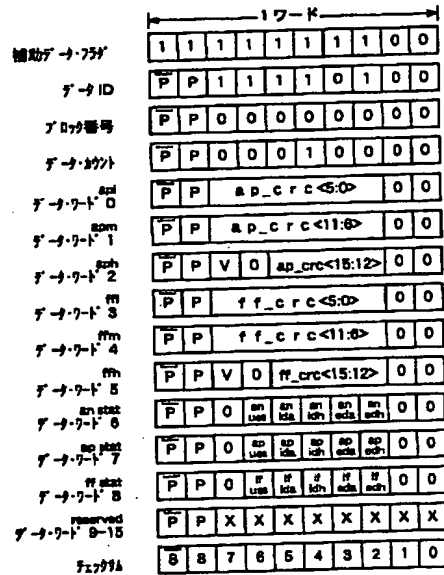 1ワード
補助データ・フラグ 1 1 1 1 1 1 1 1 0 0
データ ID P P 1 1 1 1 0 1 0 0
ブロック番号 P P 0 0 0 0 0 0 0 0
データ・カウント P P 0 0 0 1 0 0 0 0
apl
データ・ワード 0 P P ap_crc<5:0> 0 0
apm
データ・ワード 1 P P ap_crc<11:6> 0 0
aph
データ・ワード 2 P P V 0 ap_crc<15:12> 0 0
ffl
データ・ワード 3 P P ff_crc<5:0> 0 0
ffm
データ・ワード 4 P P ff_crc<11:6> 0 0
ffh
データ・ワード 5 P P V 0 ff_crc<15:12> 0 0
an stat
データ・ワード 6 P P 0 an ues an ida an idh an eda an edh 0 0
ap stat
データ・ワード 7 P P 0 ap ues ap ida ap idh ap eda ap edh 0 0
ff stat
データ・ワード 8 P P 0 ff ues ff ida ff idh ff eda ff edh 0 0
reserved
データ・ワード 9-15 P P X X X X X X X X
チェックサム 8 8 7 6 5 4 3 2 1 0